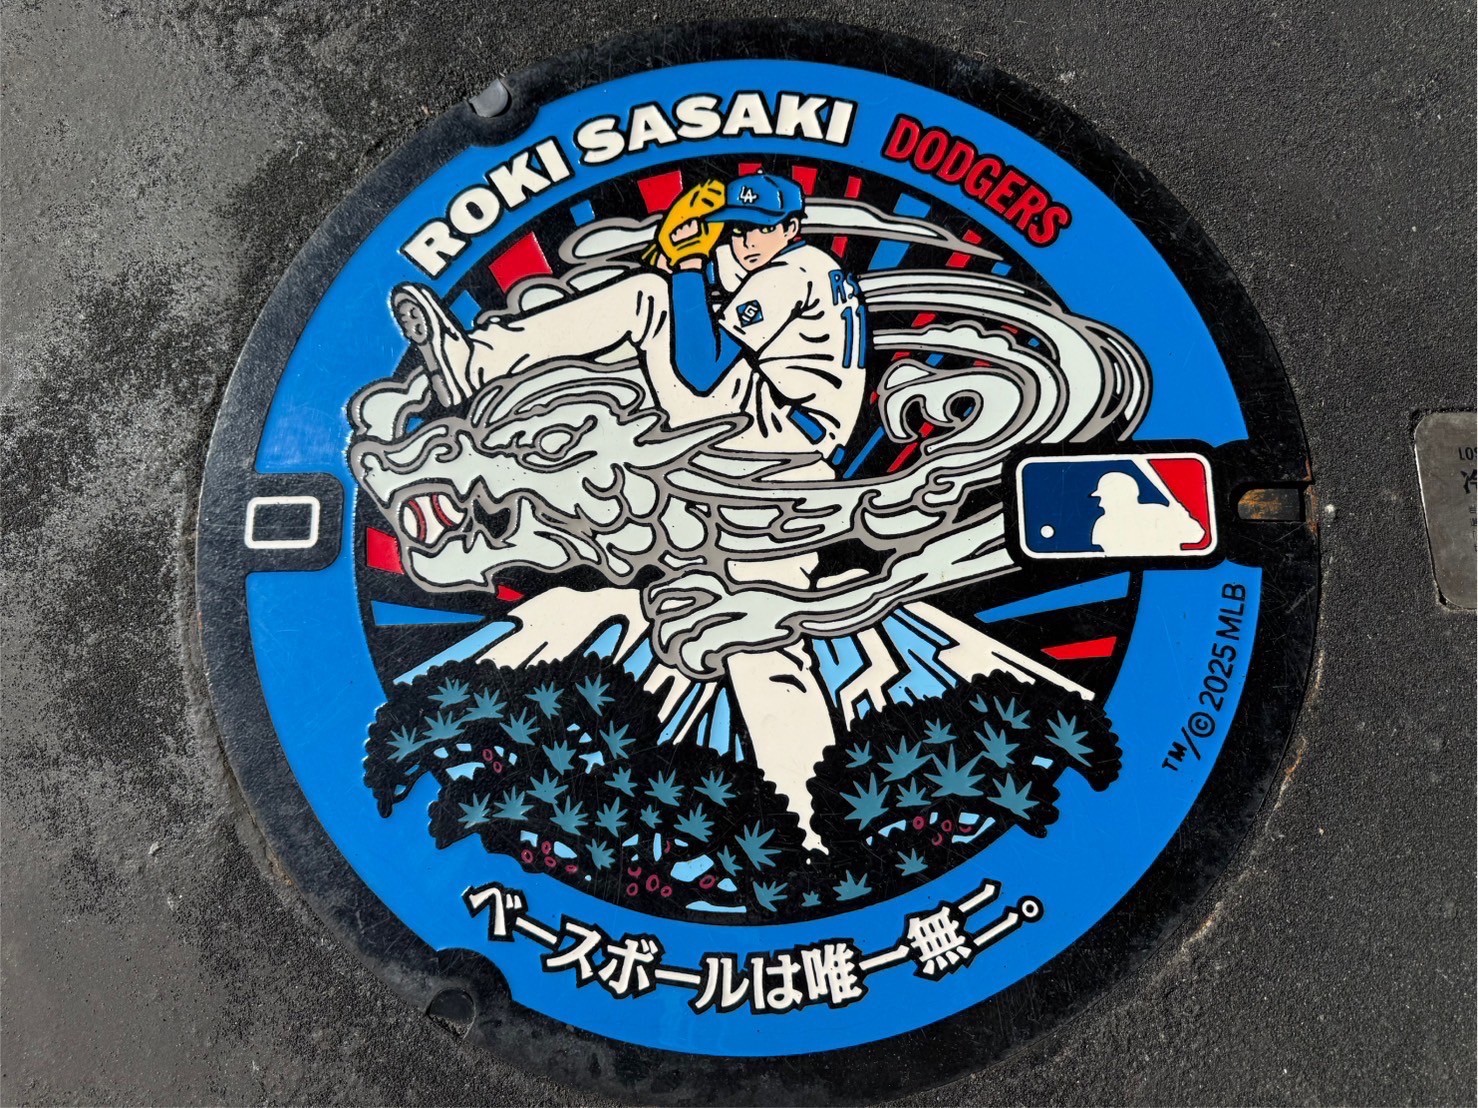 ROKI SASAKI DODGERS
LA
RS
11
TM/©2025 MLB
ベースボールは唯一無二。